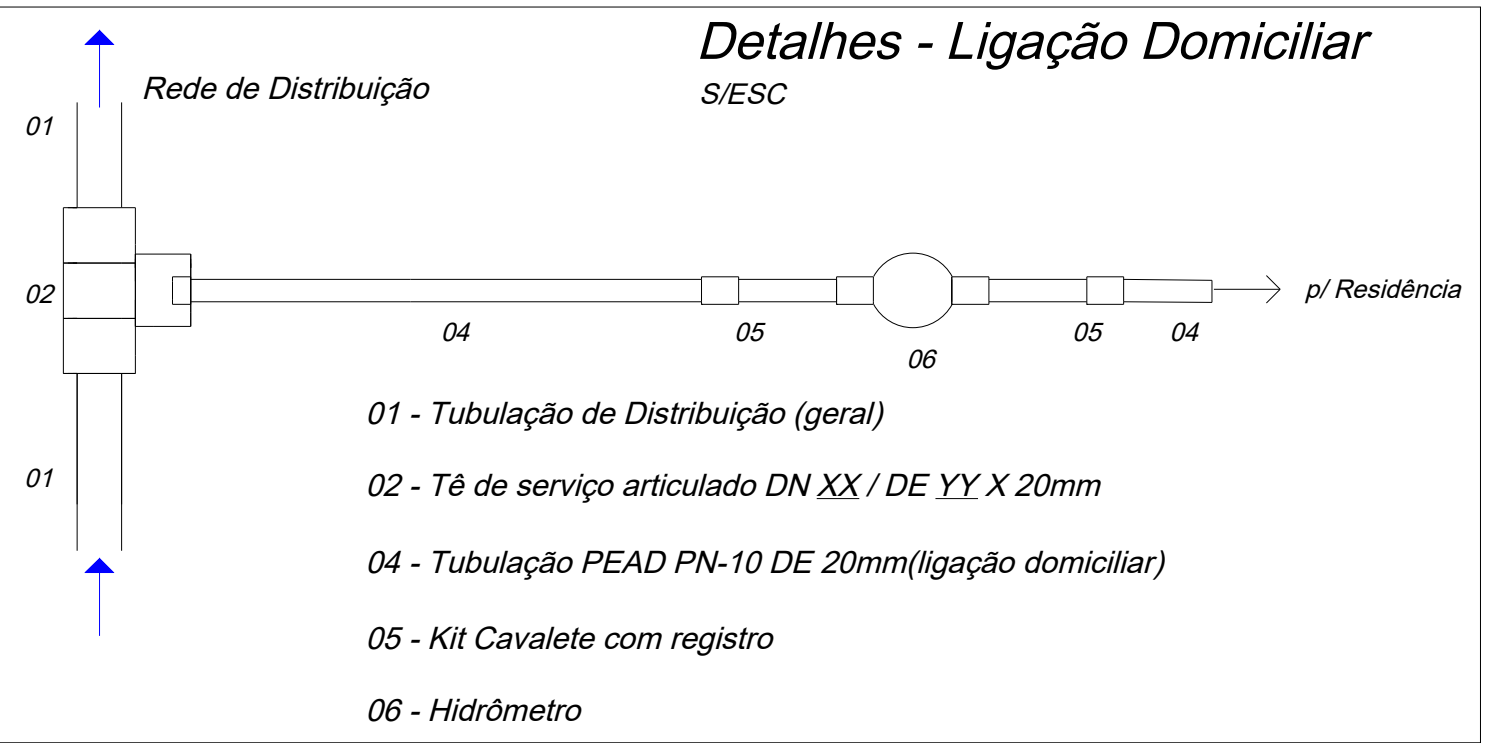 Detalhes - Ligação Domiciliar
S/ESC
Rede de Distribuição
01
02
p/ Residência
04
05
05
04
06
01
01 - Tubulação de Distribuição (geral)
02 - Tê de serviço articulado DN XX / DE YY X 20mm
04 - Tubulação PEAD PN-10 DE 20mm(ligação domiciliar)
05 - Kit Cavalete com registro
06 - Hidrômetro